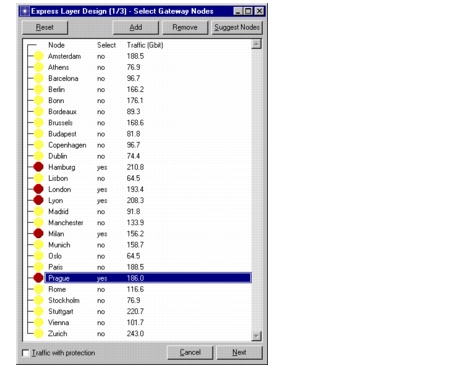 Express Layer Design (1/3) - Select Gateway Nodes
Reset Add Remove Suggest Nodes
Node Select Traffic (Gbit)
Amsterdam no 188.5
Athens no 76.9
Barcelona no 96.7
Berlin no 166.2
Bonn no 176.1
Bordeaux no 89.3
Brussels no 168.6
Budapest no 81.8
Copenhagen no 96.7
Dublin no 74.4
Hamburg yes 210.8
Lisbon no 64.5
London yes 193.4
Lyon yes 208.3
Madrid no 91.8
Manchester no 133.9
Milan yes 156.2
Munich no 158.7
Oslo no 64.5
Paris no 188.5
Prague yes 186.0
Rome no 116.6
Stockholm no 76.9
Stuttgart no 220.7
Vienna no 101.7
Zurich no 243.0
Traffic with protection Cancel Next